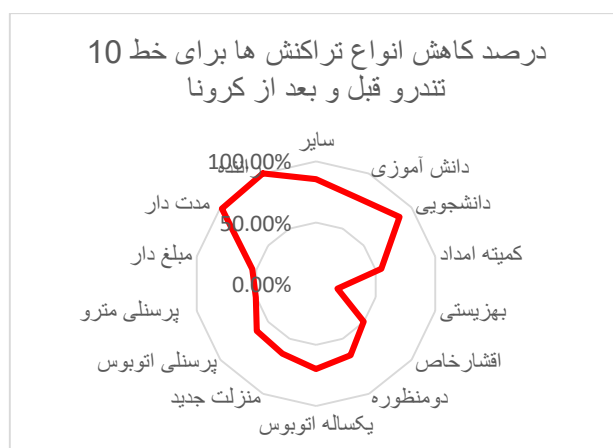 درصد کاهش انواع تراکنش ها برای خط 10
تندرو قبل و بعد از کرونا
سایر
دانش آموزی
دانشجویی
کمیته امداد
بهزیستی
اقشارخاص
دومنظوره
یکساله اتوبوس
منزلت جدید
پرسنلی اتوبوس
پرسنلی مترو
مبلغ دار
مدت دار
راننده
100.00%
50.00%
0.00%